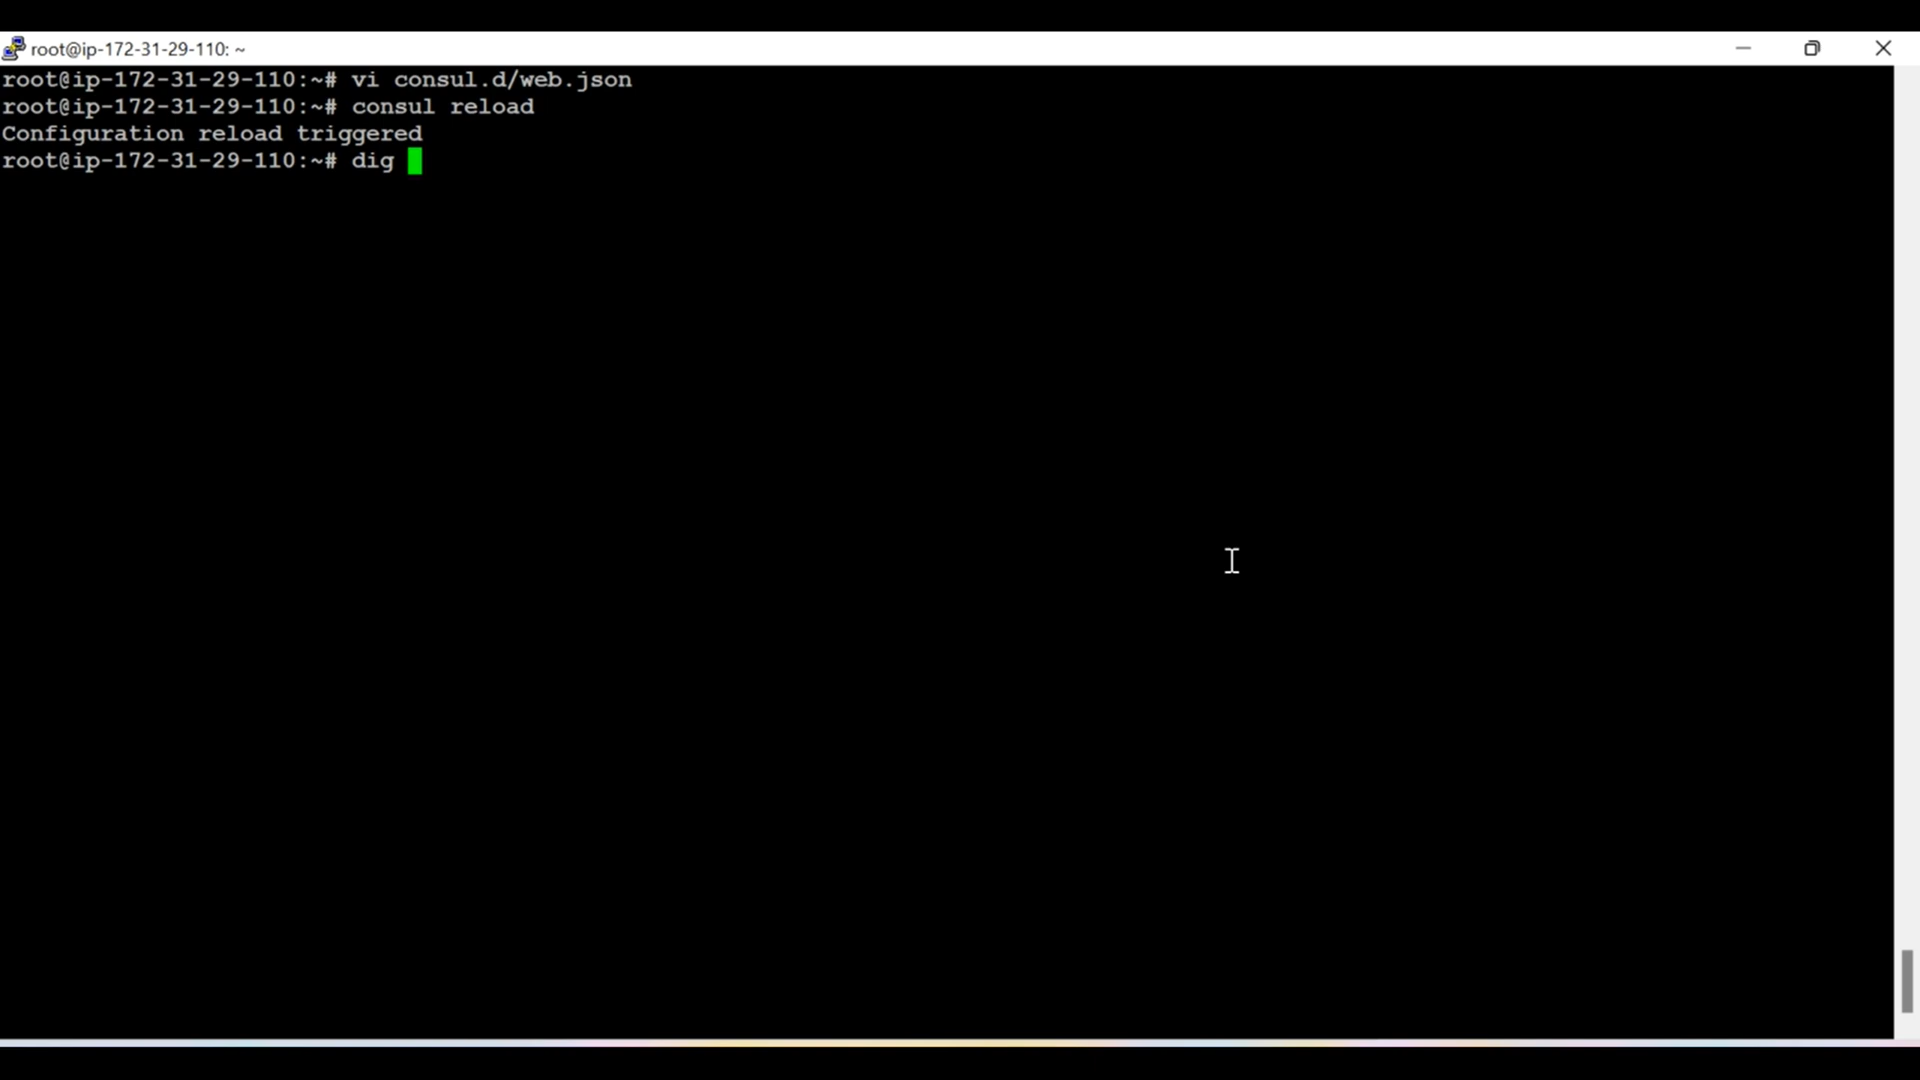 root@ip-172-31-29-110: ~
root@ip-172-31-29-110:~# vi consul.d/web.json
root@ip-172-31-29-110:~# consul reload
Configuration reload triggered
root@ip-172-31-29-110:~# dig